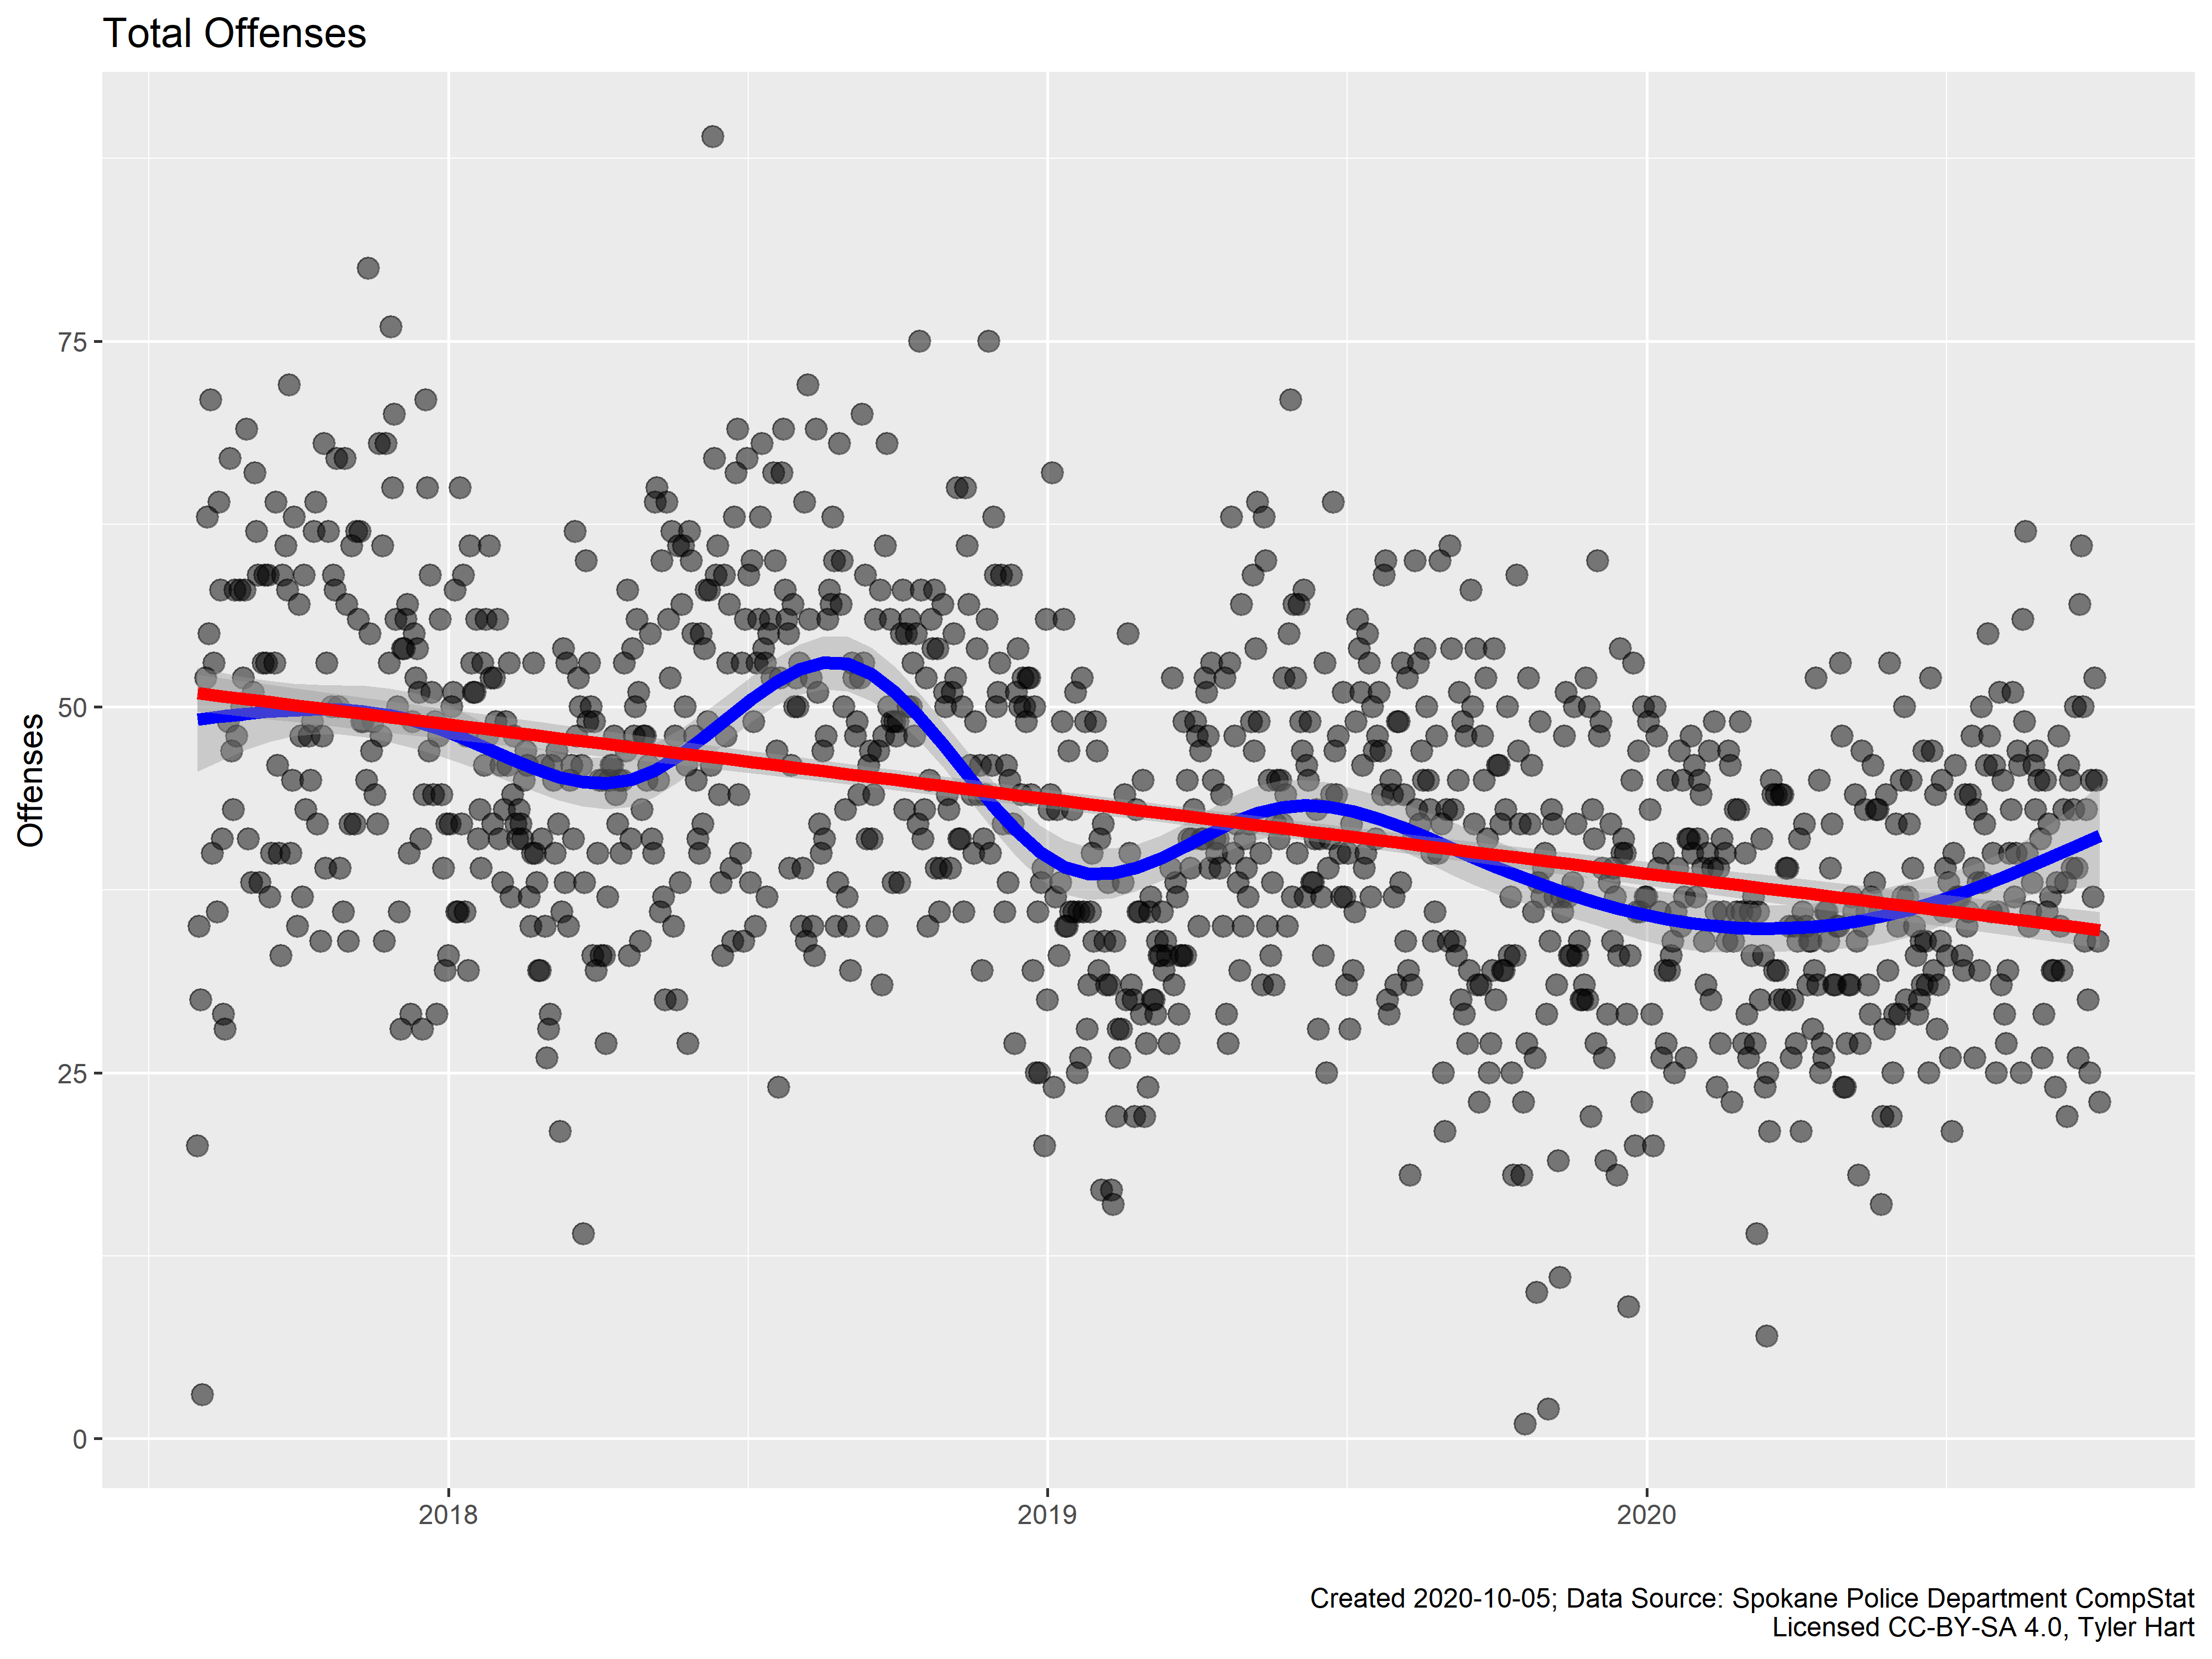 Total Offenses
Offenses
75
50
25
0
2018
2019
2020
Created 2020-10-05; Data Source: Spokane Police Department CompStat
Licensed CC-BY-SA 4.0, Tyler Hart